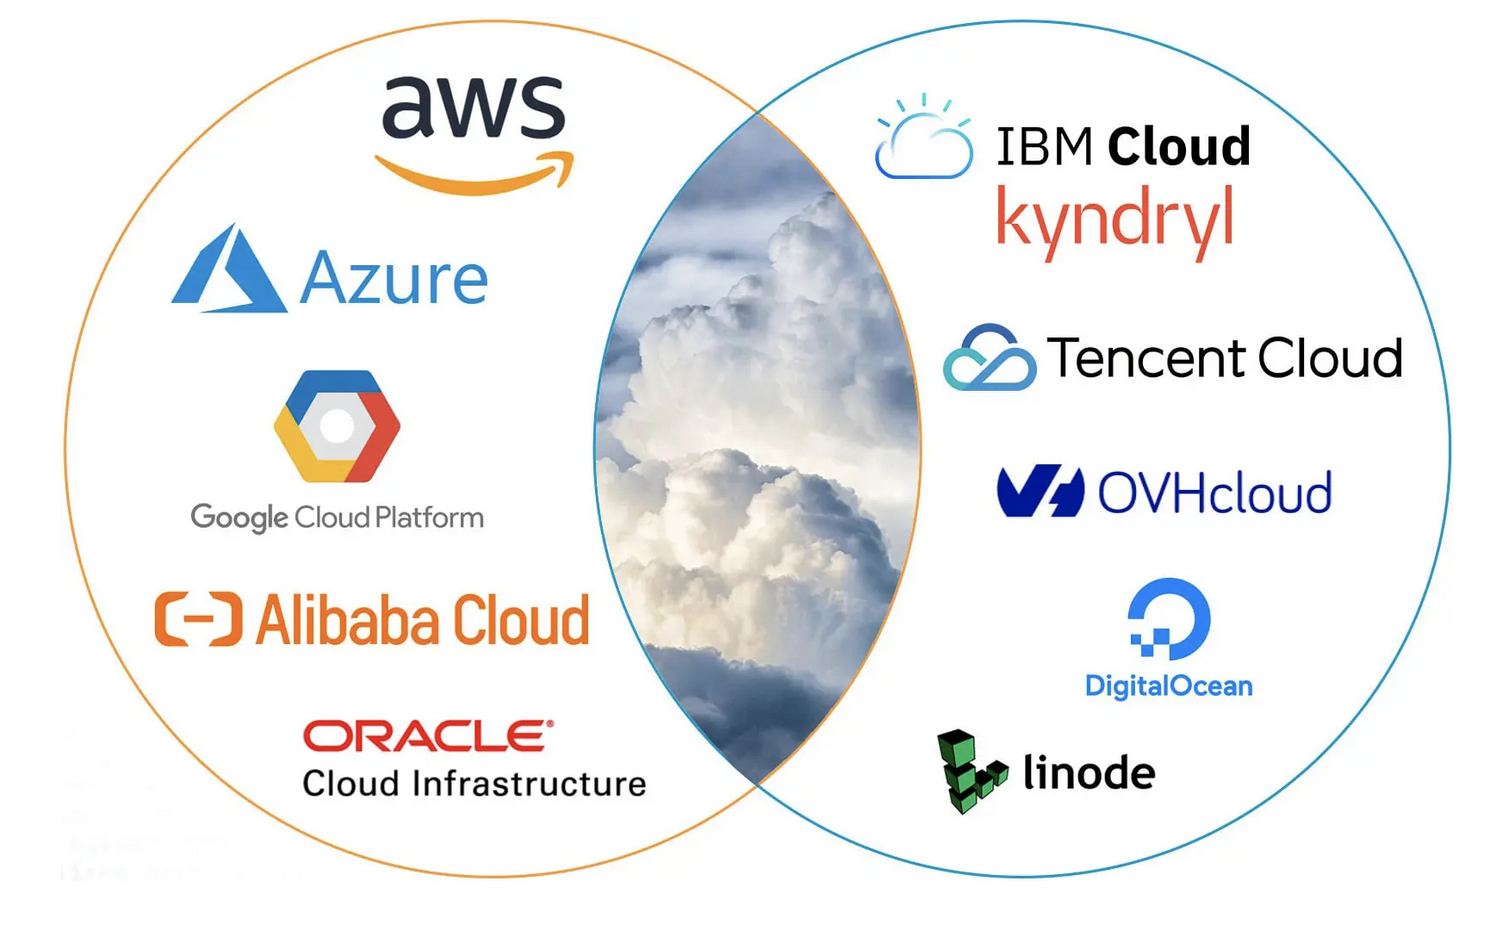 aws
Azure
Google Cloud Platform
Alibaba Cloud
ORACLE®
Cloud Infrastructure
IBM Cloud
kyndryl
Tencent Cloud
OVHcloud
DigitalOcean
linode